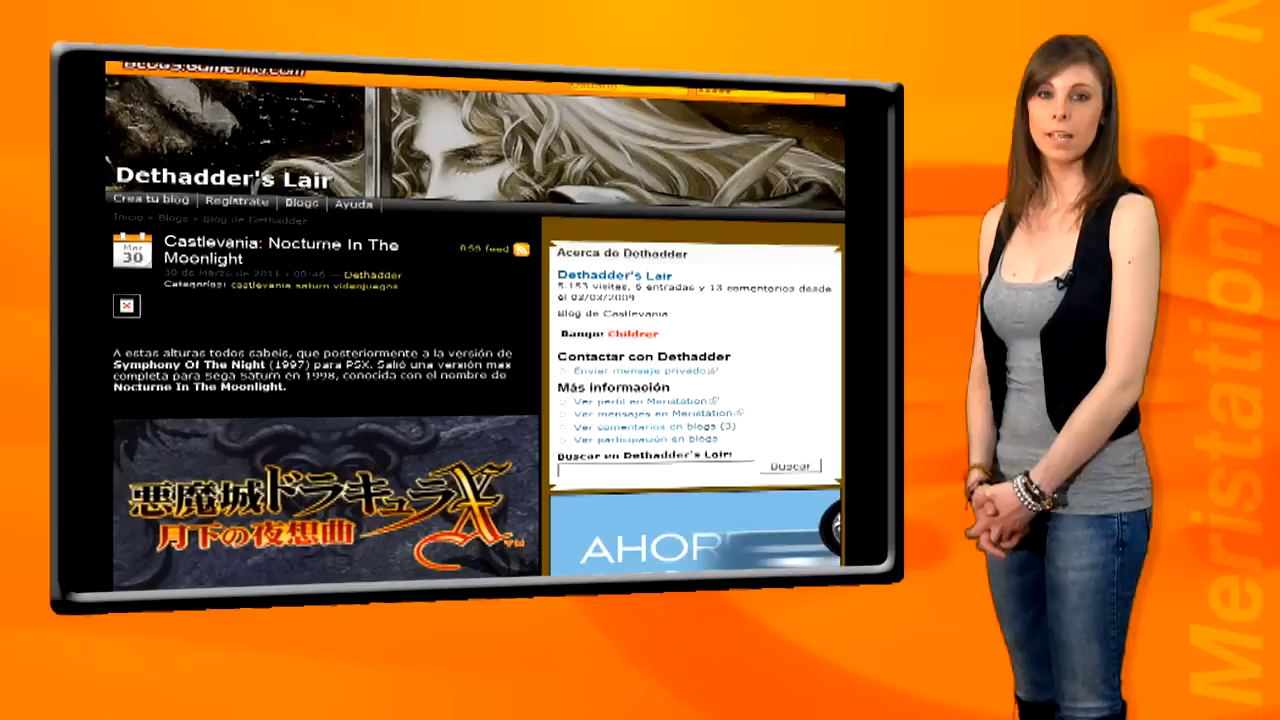 BLOGS.Gamefilia.com
Usuario
Dethadder's Lair
Crea tu blog | Regístrate | Blogs | Ayuda
Inicio » Blogs » Blog de Dethadder
Mar
30
Castlevania: Nocturne In The
Moonlight
RSS feed
30 de Marzo de 2011 • 00:46 — Dethadder
Categorías: castlevania saturn videojuegos
A estas alturas todos sabeis, que posteriormente a la versión de
Symphony Of The Night (1997) para PSX. Salió una versión mas
completa para Sega Saturn en 1998, conocida con el nombre de
Nocturne In The Moonlight.
悪魔城ドラキュラX
月下の夜想曲
Acerca de Dethadder
Dethadder's Lair
5.153 visitas, 6 entradas y 13 comentarios desde
el 02/03/2009
Blog de Castlevania
Rango: Childrer
Contactar con Dethadder
Enviar mensaje privado
Más información
Ver perfil en Meristation
Ver mensajes en Meristation
Ver comentarios en blogs (3)
Ver participación en blogs
Buscar en Dethadder's Lair:
Buscar
AHOR
Meristation TV N